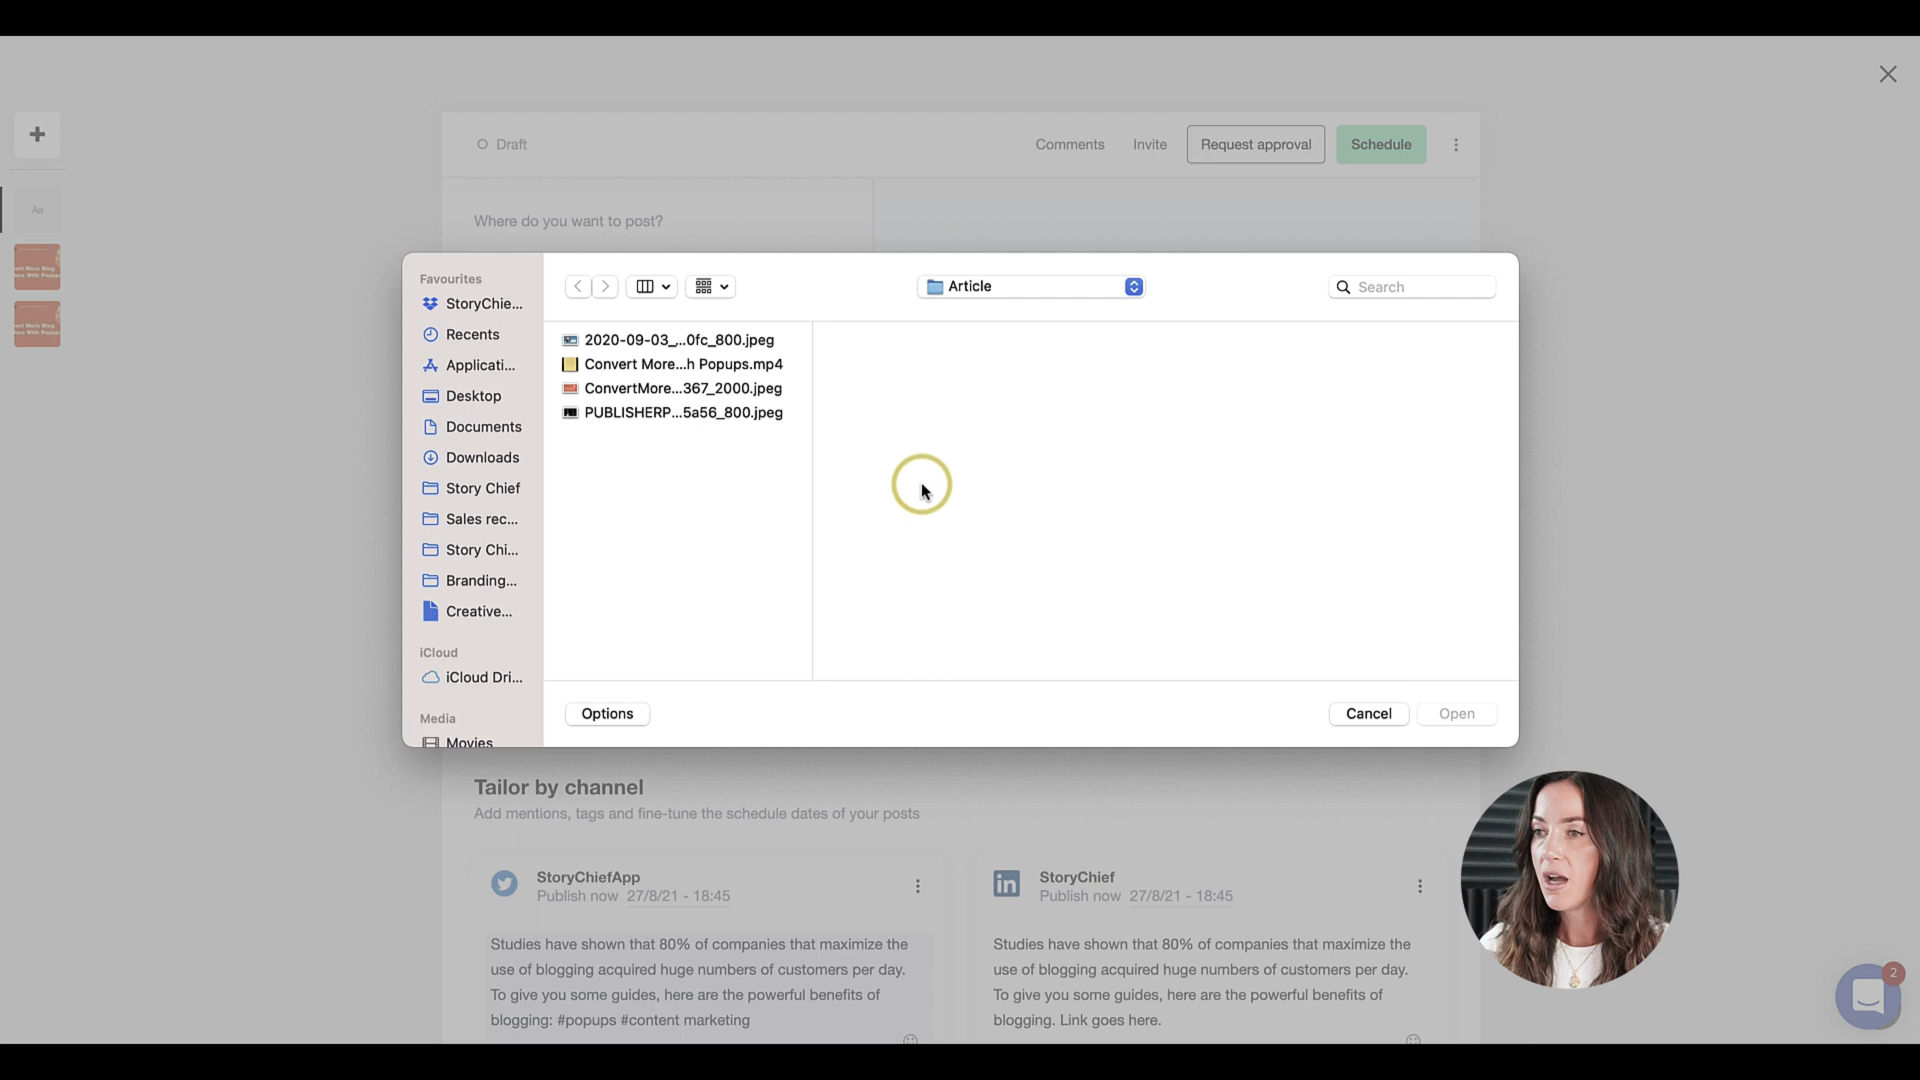 Draft
Comments
Invite
Request approval
Schedule
Where do you want to post?
Aa
Favourites
StoryChie...
Recents
Applicati...
Desktop
Documents
Downloads
Story Chief
Sales rec...
Story Chi...
Branding...
Creative...
iCloud
iCloud Dri...
Media
Movies
Article
Search
2020-09-03_...0fc_800.jpeg
Convert More...h Popups.mp4
ConvertMore...367_2000.jpeg
PUBLISHERP...5a56_800.jpeg
Options
Cancel
Open
Tailor by channel
Add mentions, tags and fine-tune the schedule dates of your posts
StoryChiefApp
Publish now 27/8/21 - 18:45
Studies have shown that 80% of companies that maximize the
use of blogging acquired huge numbers of customers per day.
To give you some guides, here are the powerful benefits of
blogging: #popups #content marketing
in
StoryChief
Publish now 27/8/21 - 18:45
Studies have shown that 80% of companies that maximize the
use of blogging acquired huge numbers of customers per day.
To give you some guides, here are the powerful benefits of
blogging. Link goes here.
2